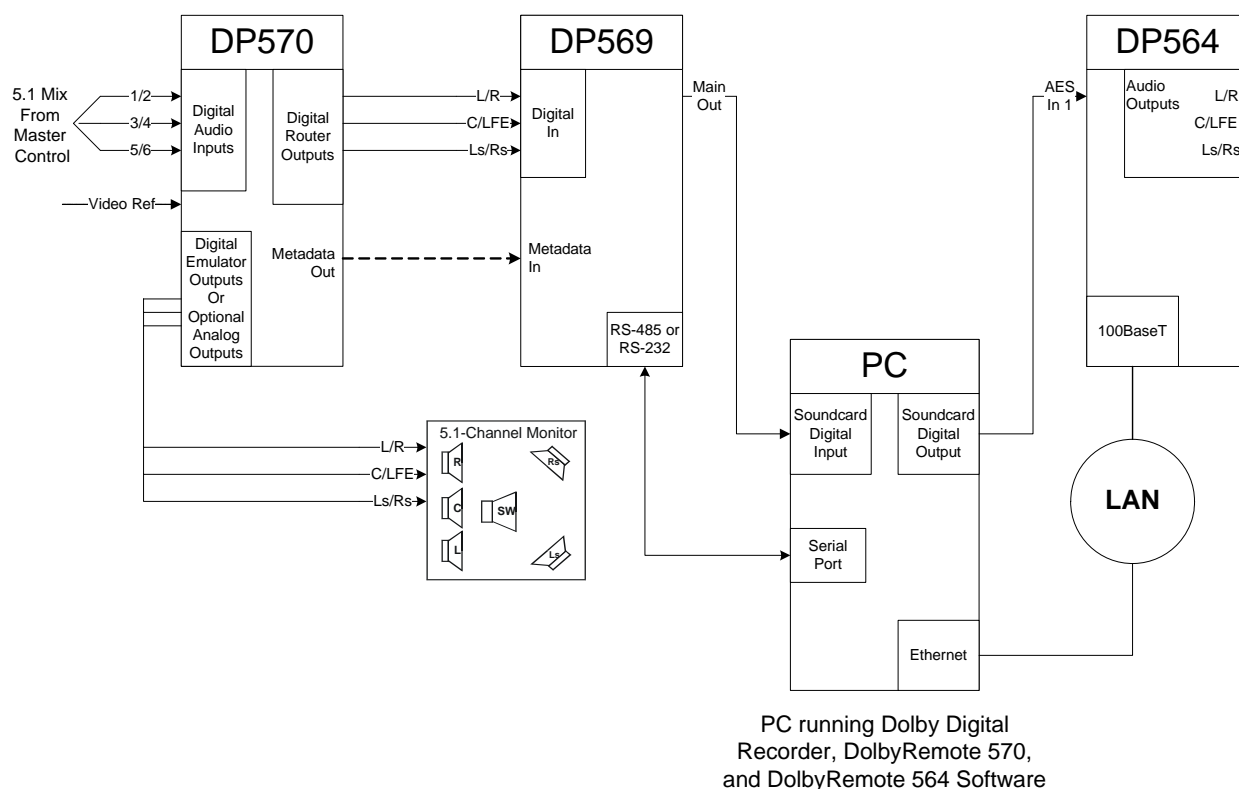 DP570
DP569
DP564
5.1 Mix
From
Master
Control
1/2
3/4
5/6
Digital
Audio
Inputs
Digital
Router
Outputs
L/R
C/LFE
Ls/Rs
Digital
In
Main
Out
AES
In 1
Audio
Outputs
L/R
C/LFE
Ls/Rs
Video Ref
Digital
Emulator
Outputs
Or
Optional
Analog
Outputs
Metadata
Out
Metadata
In
RS-485 or
RS-232
100BaseT
PC
Soundcard
Digital
Input
Soundcard
Digital
Output
L/R
C/LFE
Ls/Rs
5.1-Channel Monitor
R
Rs
C
SW
L
Ls
LAN
Serial
Port
Ethernet
PC running Dolby Digital
Recorder, DolbyRemote 570,
and DolbyRemote 564 Software